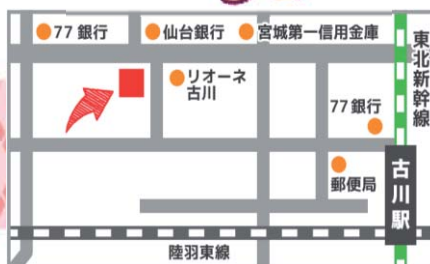 77銀行
仙台銀行
宮城第一信用金庫
東北新幹線
リオーネ
古川
77銀行
郵便局
古川駅
陸羽東線